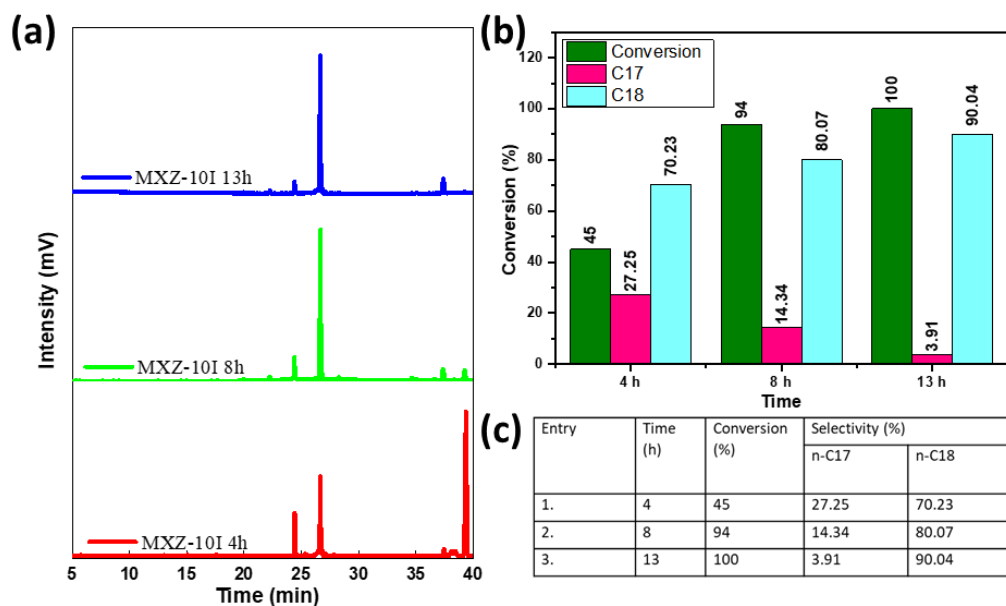 (a)
MXZ-10I 13h
MXZ-10I 8h
MXZ-10I 4h
Intensity (mV)
5 10 15 20 25 30 35 40
Time (min)
(b)
Conversion
C17
C18
Conversion (%)
120
100
80
60
40
20
0
45
27.25
70.23
94
14.34
80.07
100
3.91
90.04
4 h 8 h 13 h
Time
(c)
Entry Time (h) Conversion (%) Selectivity (%)
n-C17 n-C18
1. 4 45 27.25 70.23
2. 8 94 14.34 80.07
3. 13 100 3.91 90.04